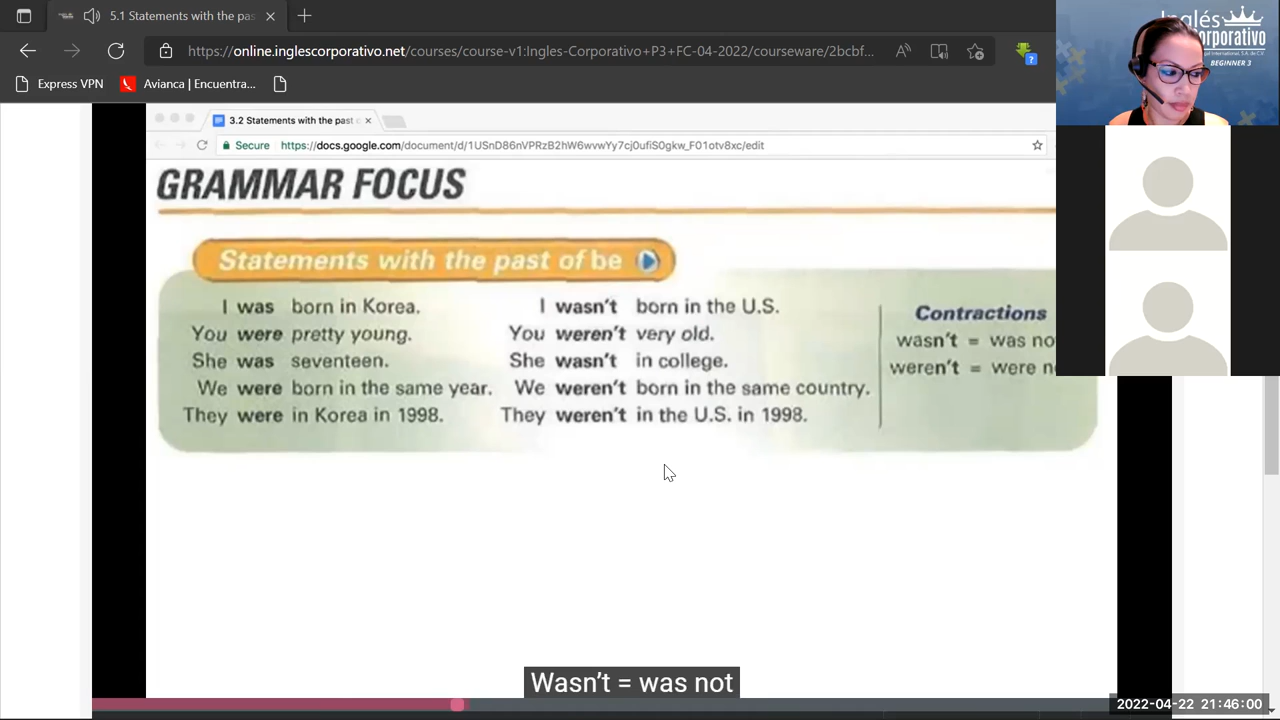 5.1 Statements with the pas
https://online.inglescorporativo.net/courses/course-v1:Ingles-Corporativo+P3+FC-04-2022/courseware/2bcbf...
Express VPN
Avianca | Encuentra...
Inglés
Corporativo
BEGINNER 3
3.2 Statements with the past
Secure
https://docs.google.com/document/d/1USnD86nVPRzB2hW6wvwYy7cj0ufiS0gkw_F01otv8xc/edit
GRAMMAR FOCUS
Statements with the past of be
I was born in Korea. I wasn't born in the U.S.
You were pretty young. You weren't very old.
She was seventeen. She wasn't in college.
We were born in the same year. We weren't born in the same country.
They were in Korea in 1998. They weren't in the U.S. in 1998.
Contractions
wasn't = was no
weren't = were n
Wasn't = was not
2022-04-22 21:46:00